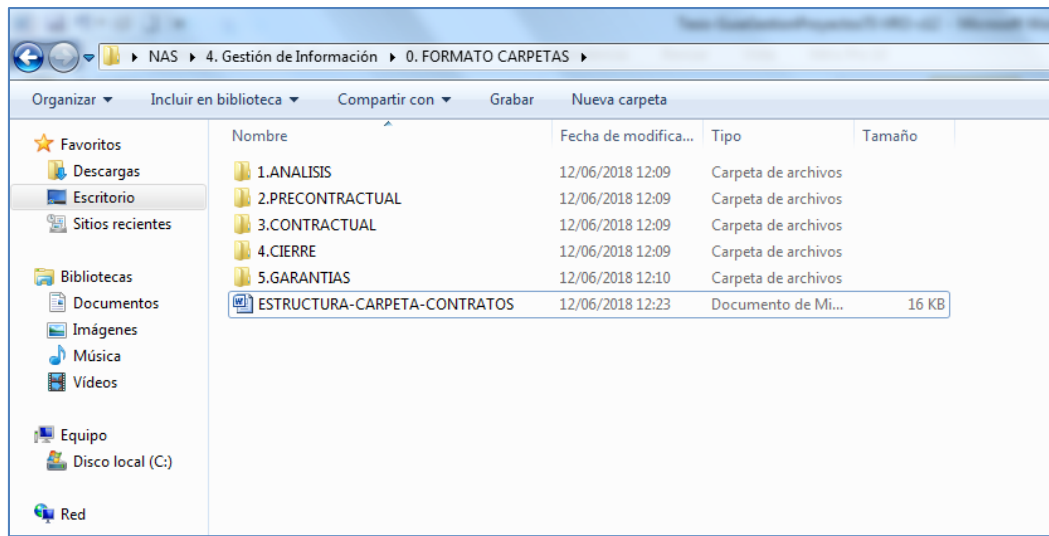 NAS 4. Gestión de Información 0. FORMATO CARPETAS
Organizar Incluir en biblioteca Compartir con Grabar Nueva carpeta
Favoritos
Descargas
Escritorio
Sitios recientes
Bibliotecas
Documentos
Imágenes
Música
Vídeos
Equipo
Disco local (C:)
Red
Nombre Fecha de modifica... Tipo Tamaño
1.ANALISIS 12/06/2018 12:09 Carpeta de archivos
2.PRECONTRACTUAL 12/06/2018 12:09 Carpeta de archivos
3.CONTRACTUAL 12/06/2018 12:09 Carpeta de archivos
4.CIERRE 12/06/2018 12:09 Carpeta de archivos
5.GARANTIAS 12/06/2018 12:10 Carpeta de archivos
ESTRUCTURA-CARPETA-CONTRATOS 12/06/2018 12:23 Documento de Mi... 16 KB